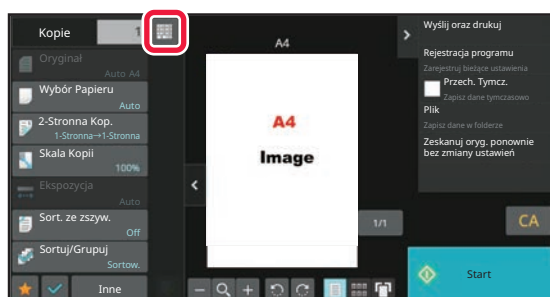 Kopie
1
Oryginał
Auto A4
Wybór Papieru
Auto
2-Stronna Kop.
1-Stronna→1-Stronna
Skala Kopii
100%
Ekspozycja
Auto
Sort. ze zszyw.
Off
Sortuj/Grupuj
Sortow.
Inne
A4
A4
Image
1/1
Wyślij oraz drukuj
Rejestracja programu
Zarejestruj bieżące ustawienia
Przech. Tymcz.
Zapisz dane tymczasowo
Plik
Zapisz dane w folderze
Zeskanuj oryg. ponownie
bez zmiany ustawień
CA
Start